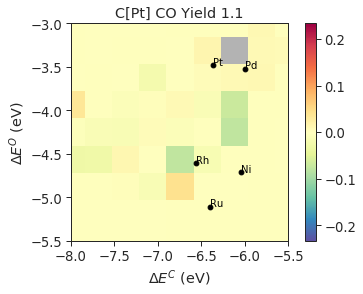 C[Pt] CO Yield 1.1
−3.0
−3.5
−4.0
−4.5
−5.0
−5.5
ΔE^O (eV)
Pt
Pd
Rh
Ni
Ru
−8.0 −7.5 −7.0 −6.5 −6.0 −5.5
ΔE^C (eV)
0.2
0.1
0.0
−0.1
−0.2